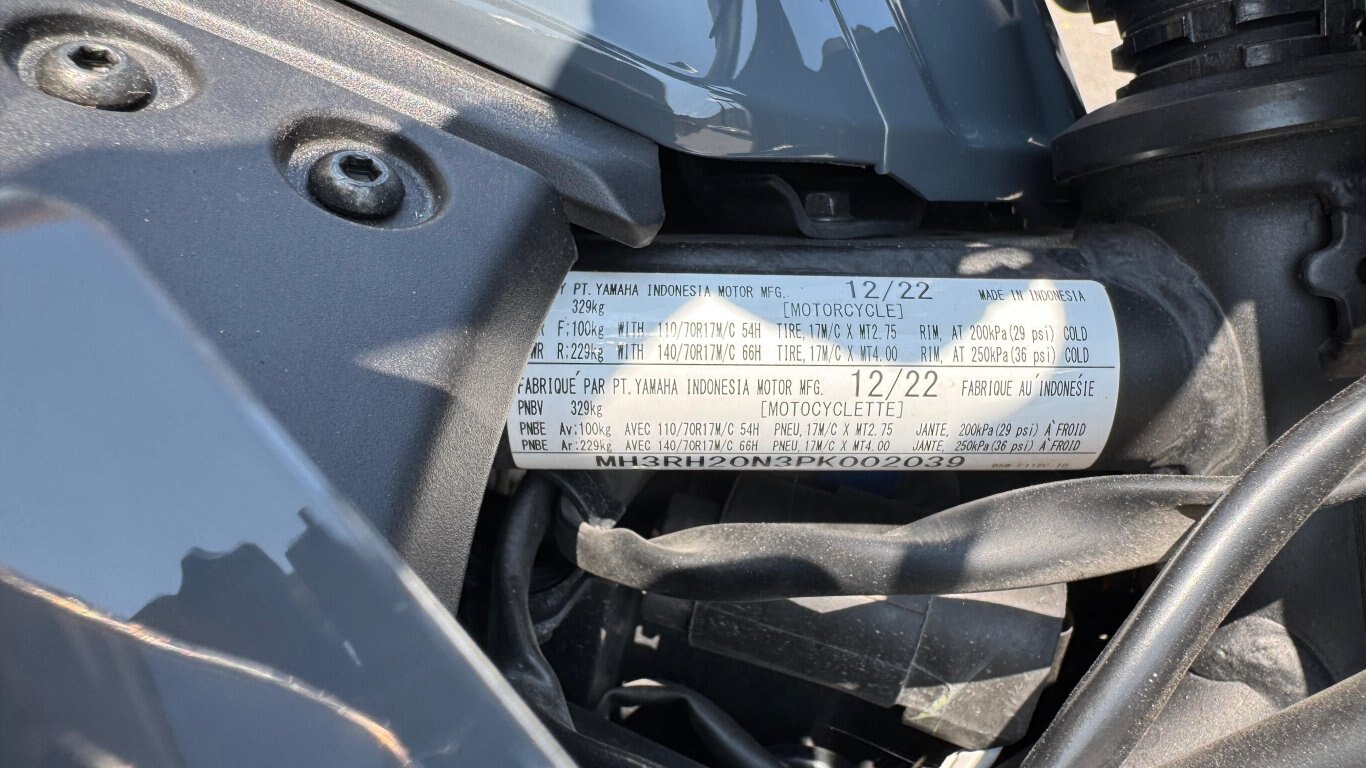 Y PT. YAMAHA INDONESIA MOTOR MFG. 12/22 MADE IN INDONESIA
329kg [MOTORCYCLE]
R F:100kg WITH 110/70R17M/C 54H TIRE, 17M/C X MT2.75 RIM, AT 200kPa(29 psi) COLD
WR R:229kg WITH 140/70R17M/C 66H TIRE, 17M/C X MT4.00 RIM, AT 250kPa(36 psi) COLD
FABRIQUÉ PAR PT. YAMAHA INDONESIA MOTOR MFG. 12/22 FABRIQUE AU INDONÉSIE
PNBV 329kg [MOTOCYCLETTE]
PNBE Av:100kg AVEC 110/70R17M/C 54H PNEU, 17M/C X MT2.75 JANTE, 200kPa(29 psi) À FROID
PNBE Ar:229kg AVEC 140/70R17M/C 66H PNEU, 17M/C X MT4.00 JANTE, 250kPa(36 psi) À FROID
MH3RH20N3PK002039